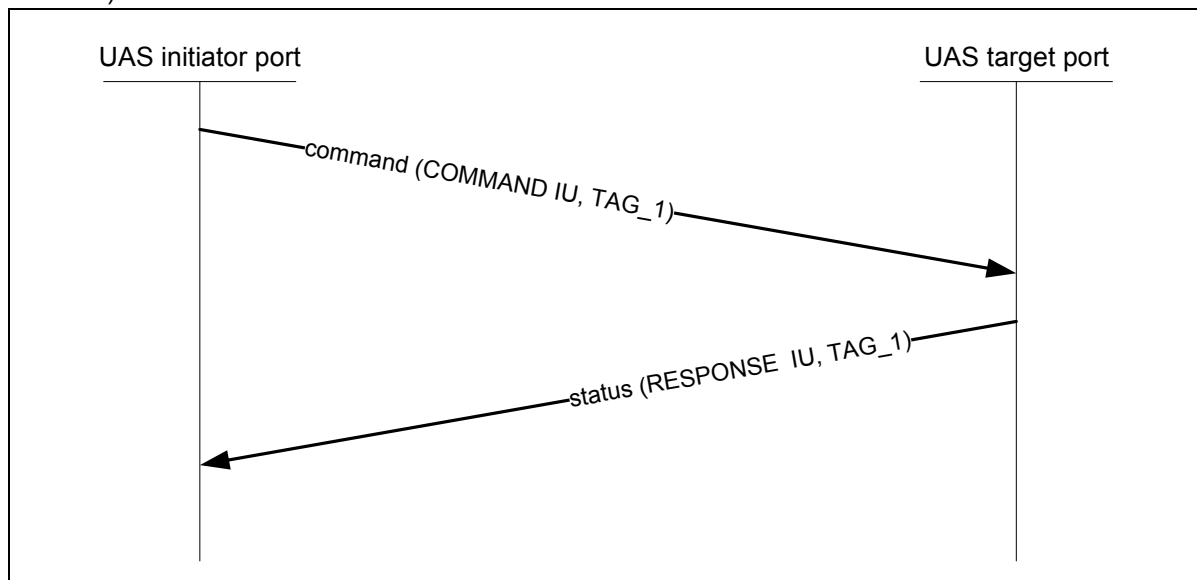 UAS initiator port
UAS target port
command (COMMAND IU, TAG_1)
status (RESPONSE  IU, TAG_1)